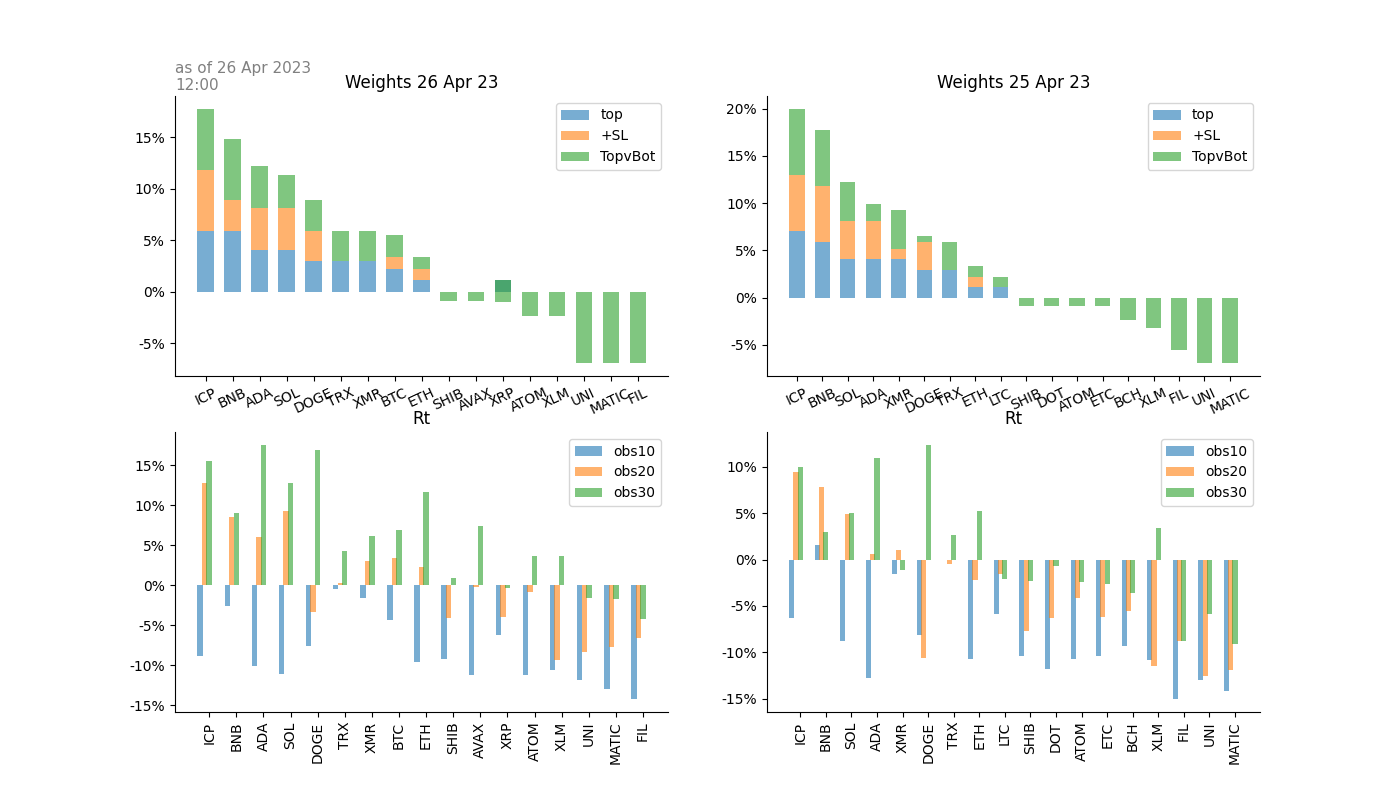 as of 26 Apr 2023
12:00
Weights 26 Apr 23
15%
10%
5%
0%
-5%
top
+SL
TopvBot
ICP BNB ADA SOL DOGE TRX XMR BTC ETH SHIB AVAX XRP ATOM XLM UNI MATIC FIL
Weights 25 Apr 23
20%
15%
10%
5%
0%
-5%
top
+SL
TopvBot
ICP BNB SOL ADA XMR DOGE TRX ETH LTC SHIB DOT ATOM ETC BCH XLM FIL UNI MATIC
Rt
15%
10%
5%
0%
-5%
-10%
-15%
obs10
obs20
obs30
ICP BNB ADA SOL DOGE TRX XMR BTC ETH SHIB AVAX XRP ATOM XLM UNI MATIC FIL
Rt
10%
5%
0%
-5%
-10%
-15%
obs10
obs20
obs30
ICP BNB SOL ADA XMR DOGE TRX ETH LTC SHIB DOT ATOM ETC BCH XLM FIL UNI MATIC